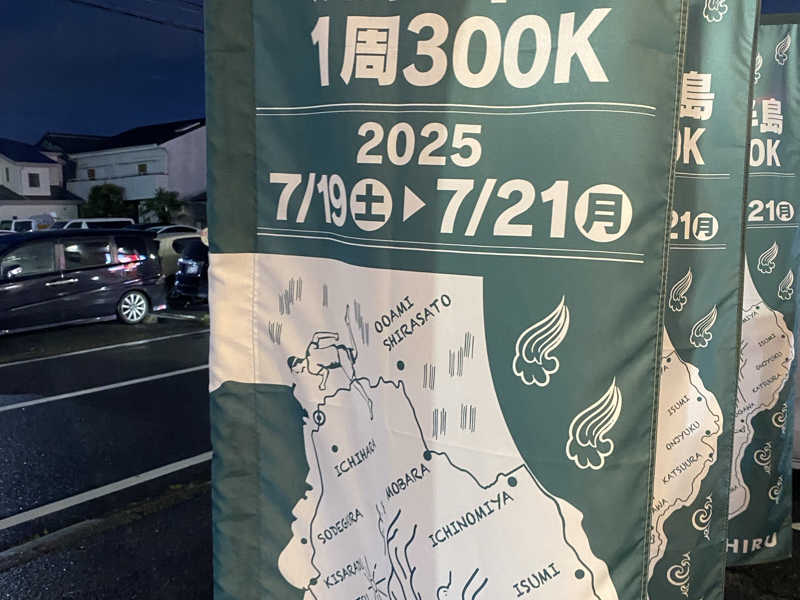 1周300K
2025
7/19土▶7/21月
OOAMI
SHIRASATO
ICHIHARA
MOBARA
SODEGURA
ICHINOMIYA
ISUMI
島
K
21月
ISUMI
ONJYUKU
KATSUURA
半島
0K
21月
ISUMI
ONJYUKU
KATSUURA
HIRU